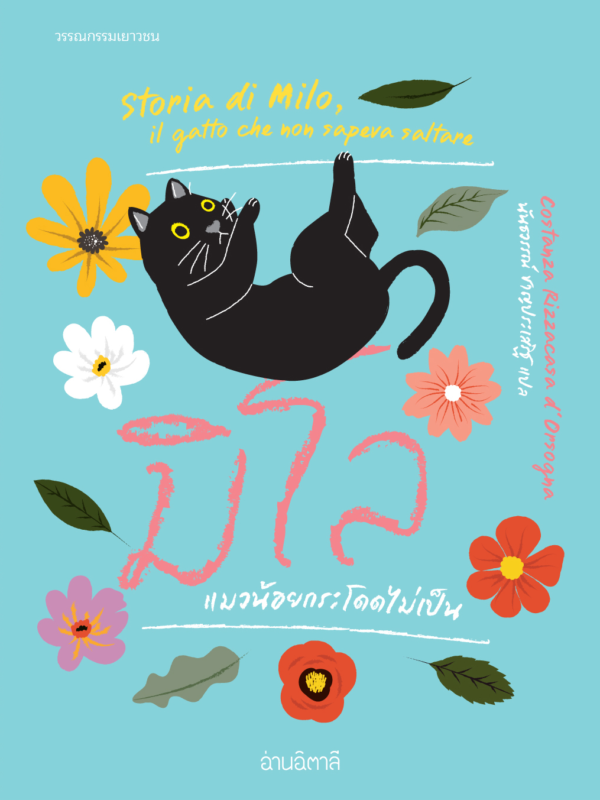 วรรณกรรมเยาวชน
Storia di Milo,
il gatto che non sapeva saltare
Costanza Rizzacasa d'Orsogna
นันธวรรณ์ ชาญประเสริฐ แปล
มิโล
แมวน้อยกระโดดไม่เป็น
อ่านอิตาลี